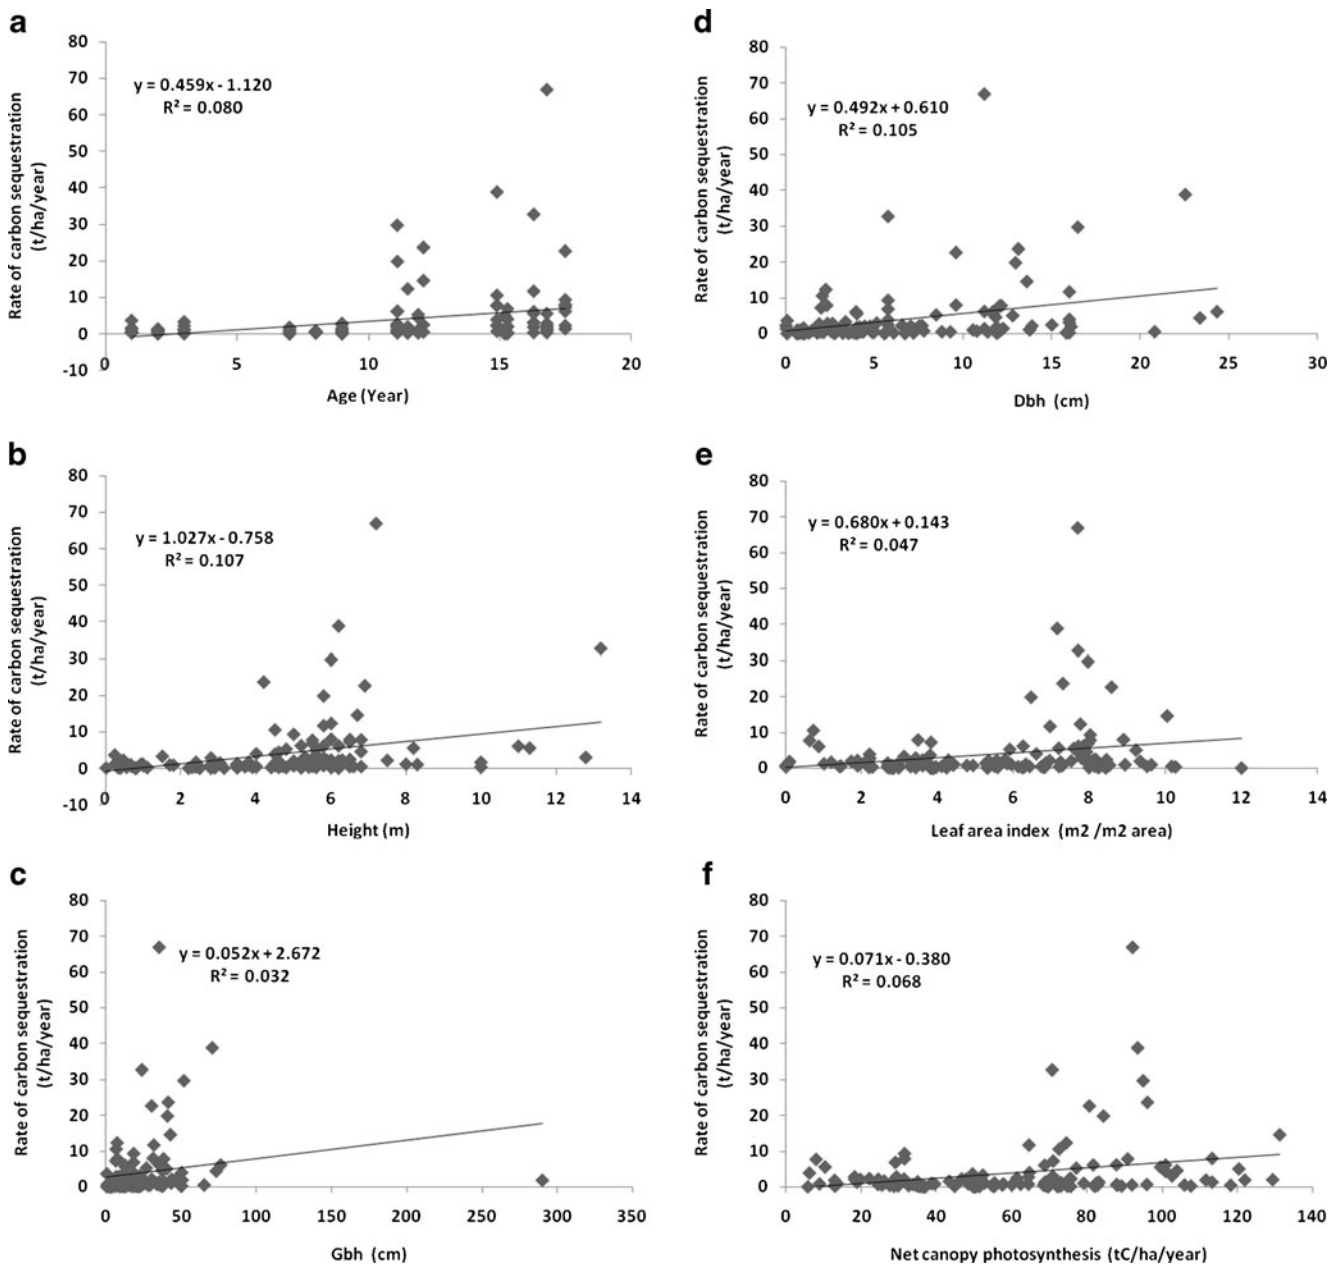 a
80
70
60
50
40
30
20
10
0
-10
Rate of carbon sequestration
(t/ha/year)
y = 0.459x - 1.120
R² = 0.080
0 5 10 15 20
Age (Year)
d
80
70
60
50
40
30
20
10
0
Rate of carbon sequestration
(t/ha/year)
y = 0.492x + 0.610
R² = 0.105
0 5 10 15 20 25 30
Dbh (cm)
b
80
70
60
50
40
30
20
10
0
-10
Rate of carbon sequestration
(t/ha/year)
y = 1.027x - 0.758
R² = 0.107
0 2 4 6 8 10 12 14
Height (m)
e
80
70
60
50
40
30
20
10
0
Rate of carbon sequestration
(t/ha/year)
y = 0.680x + 0.143
R² = 0.047
0 2 4 6 8 10 12 14
Leaf area index (m2 /m2 area)
c
80
70
60
50
40
30
20
10
0
Rate of carbon sequestration
(t/ha/year)
y = 0.052x + 2.672
R² = 0.032
0 50 100 150 200 250 300 350
Gbh (cm)
f
80
70
60
50
40
30
20
10
0
Rate of carbon sequestration
(t/ha/year)
y = 0.071x - 0.380
R² = 0.068
0 20 40 60 80 100 120 140
Net canopy photosynthesis (tC/ha/year)